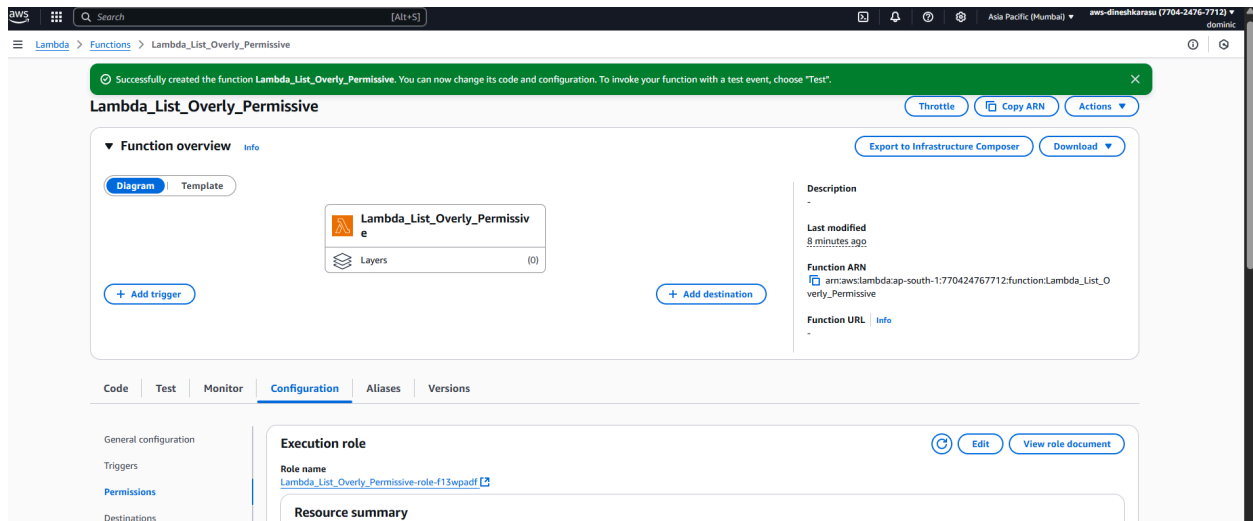 aws
Search
[Alt+S]
Asia Pacific (Mumbai) ▼
aws-dineshkarasu (7704-2476-7712) ▼
dominic
Lambda > Functions > Lambda_List_Overly_Permissive
Successfully created the function Lambda_List_Overly_Permissive. You can now change its code and configuration. To invoke your function with a test event, choose "Test".
Lambda_List_Overly_Permissive
Throttle
Copy ARN
Actions ▼
▼ Function overview Info
Export to Infrastructure Composer
Download ▼
Diagram
Template
Lambda_List_Overly_Permissiv
e
Layers (0)
+ Add trigger
+ Add destination
Description
-
Last modified
8 minutes ago
Function ARN
arn:aws:lambda:ap-south-1:770424767712:function:Lambda_List_O
verly_Permissive
Function URL Info
-
Code
Test
Monitor
Configuration
Aliases
Versions
General configuration
Triggers
Permissions
Destinations
Execution role
Edit
View role document
Role name
Lambda_List_Overly_Permissive-role-f13wpadf
Resource summary